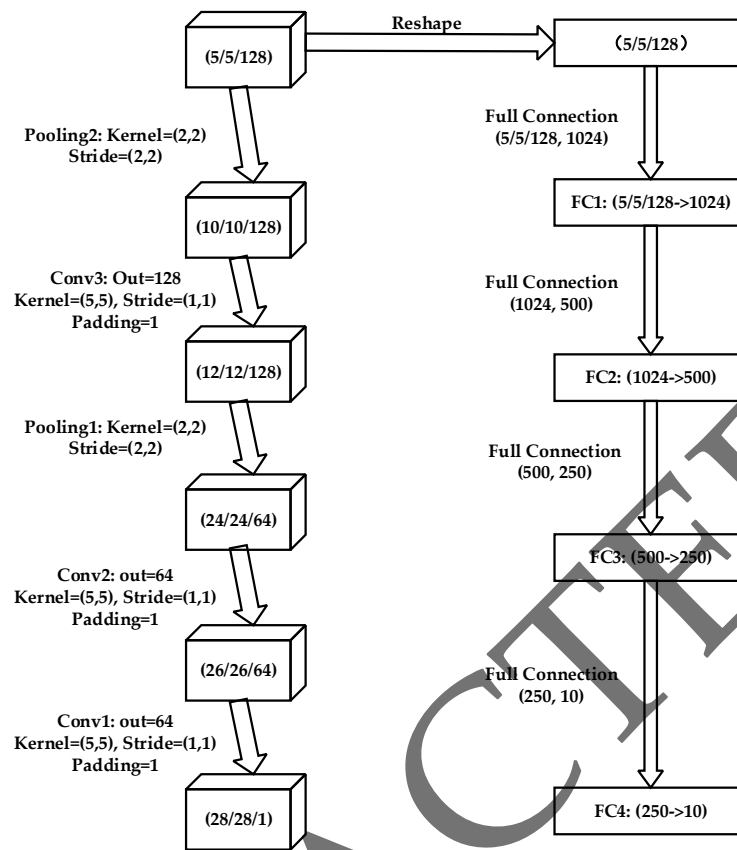 (5/5/128)
Reshape
(5/5/128)
Pooling2: Kernel=(2,2)
Stride=(2,2)
(10/10/128)
Conv3: Out=128
Kernel=(5,5), Stride=(1,1)
Padding=1
(12/12/128)
Pooling1: Kernel=(2,2)
Stride=(2,2)
(24/24/64)
Conv2: out=64
Kernel=(5,5), Stride=(1,1)
Padding=1
(26/26/64)
Conv1: out=64
Kernel=(5,5), Stride=(1,1)
Padding=1
(28/28/1)
Full Connection
(5/5/128, 1024)
FC1: (5/5/128->1024)
Full Connection
(1024, 500)
FC2: (1024->500)
Full Connection
(500, 250)
FC3: (500->250)
Full Connection
(250, 10)
FC4: (250->10)